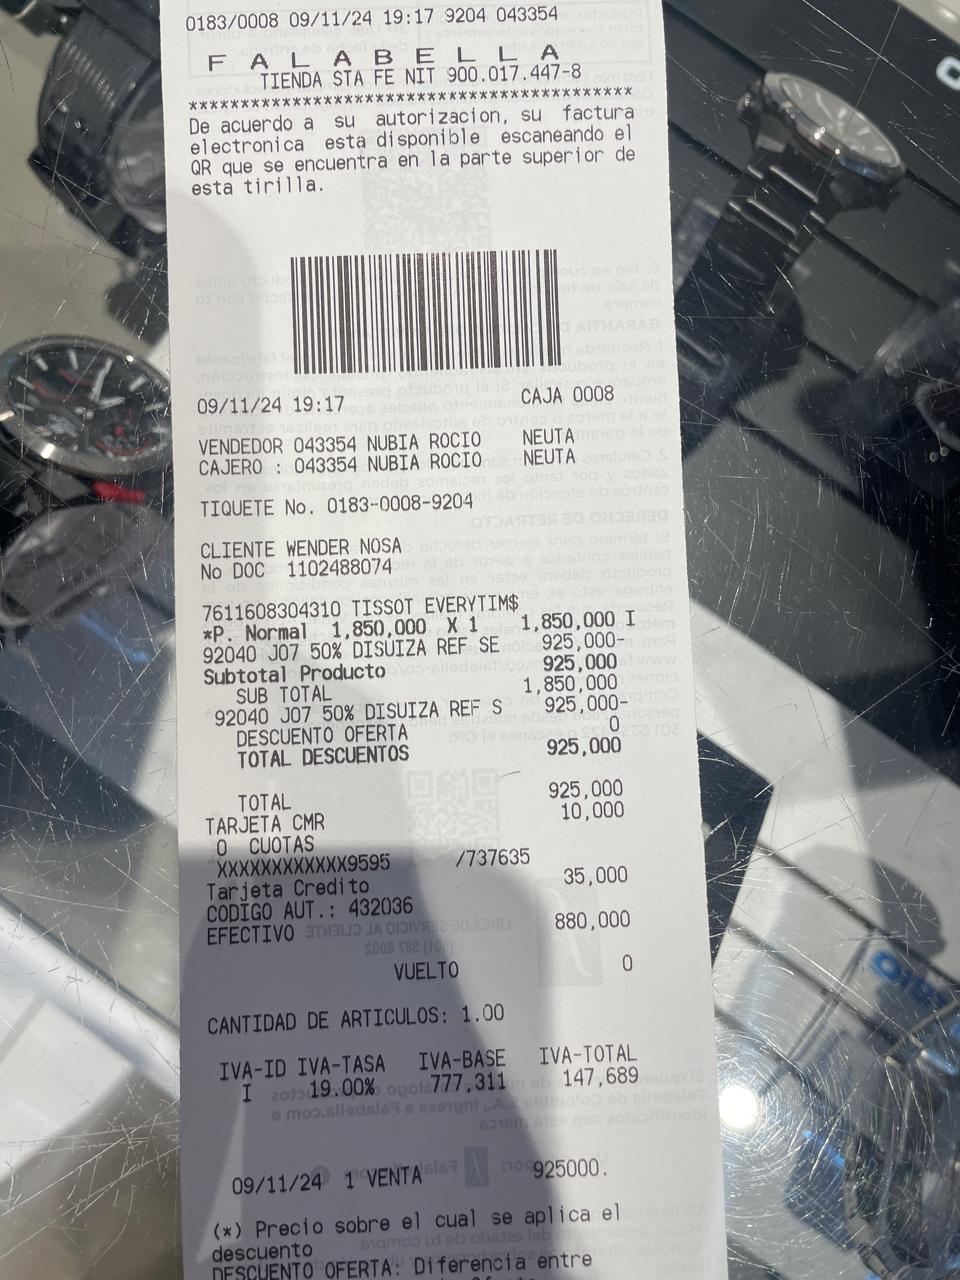 0183/0008 09/11/24 19:17 9204 043354
F A L A B E L L A
TIENDA STA FE NIT 900.017.447-8
*******************************************
De acuerdo a su autorizacion, su factura
electronica esta disponible escaneando el
QR que se encuentra en la parte superior de
esta tirilla.
09/11/24 19:17 CAJA 0008
VENDEDOR 043354 NUBIA ROCIO NEUTA
CAJERO : 043354 NUBIA ROCIO NEUTA
TIQUETE No. 0183-0008-9204
CLIENTE WENDER NOSA
No DOC 1102488074
7611608304310 TISSOT EVERYTIM$
*P. Normal 1,850,000 X 1 1,850,000 I
92040 J07 50% DISUIZA REF SE 925,000-
Subtotal Producto 925,000
SUB TOTAL 1,850,000
92040 J07 50% DISUIZA REF S 925,000-
DESCUENTO OFERTA 0
TOTAL DESCUENTOS 925,000
TOTAL 925,000
TARJETA CMR 10,000
0 CUOTAS
XXXXXXXXXXXX9595 /737635
Tarjeta Credito 35,000
CODIGO AUT.: 432036
EFECTIVO 880,000
VUELTO 0
CANTIDAD DE ARTICULOS: 1.00
IVA-ID IVA-TASA IVA-BASE IVA-TOTAL
I 19.00% 777,311 147,689
09/11/24 1 VENTA 925000.
(*) Precio sobre el cual se aplica el
descuento
DESCUENTO OFERTA: Diferencia entre